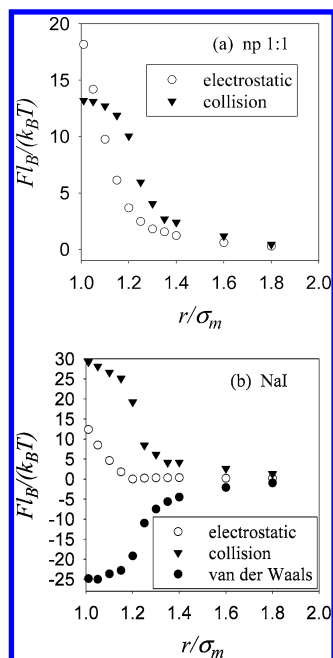 (a) np 1:1
○ electrostatic
▼ collision
20
15
10
5
0
Fl_B/(k_BT)
1.0 1.2 1.4 1.6 1.8 2.0
r/σ_m
(b) NaI
30
25
20
15
10
5
0
-5
-10
-15
-20
-25
Fl_B/(k_BT)
○ electrostatic
▼ collision
● van der Waals
1.0 1.2 1.4 1.6 1.8 2.0
r/σ_m